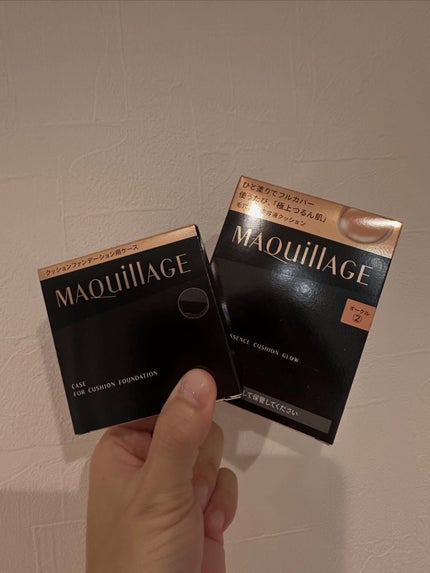 クッションファンデーション用ケース
MAQuillAGE
CASE
FOR CUSHION FOUNDATION
ひと塗りでフルカバー
使うたび、「極上つるん肌」
MAQuillAGE
オークル
②
ESSENCE CUSHION GLOW
して保管してください